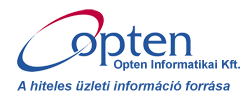 opten
Opten Informatikai Kft.
A hiteles üzleti információ forrása